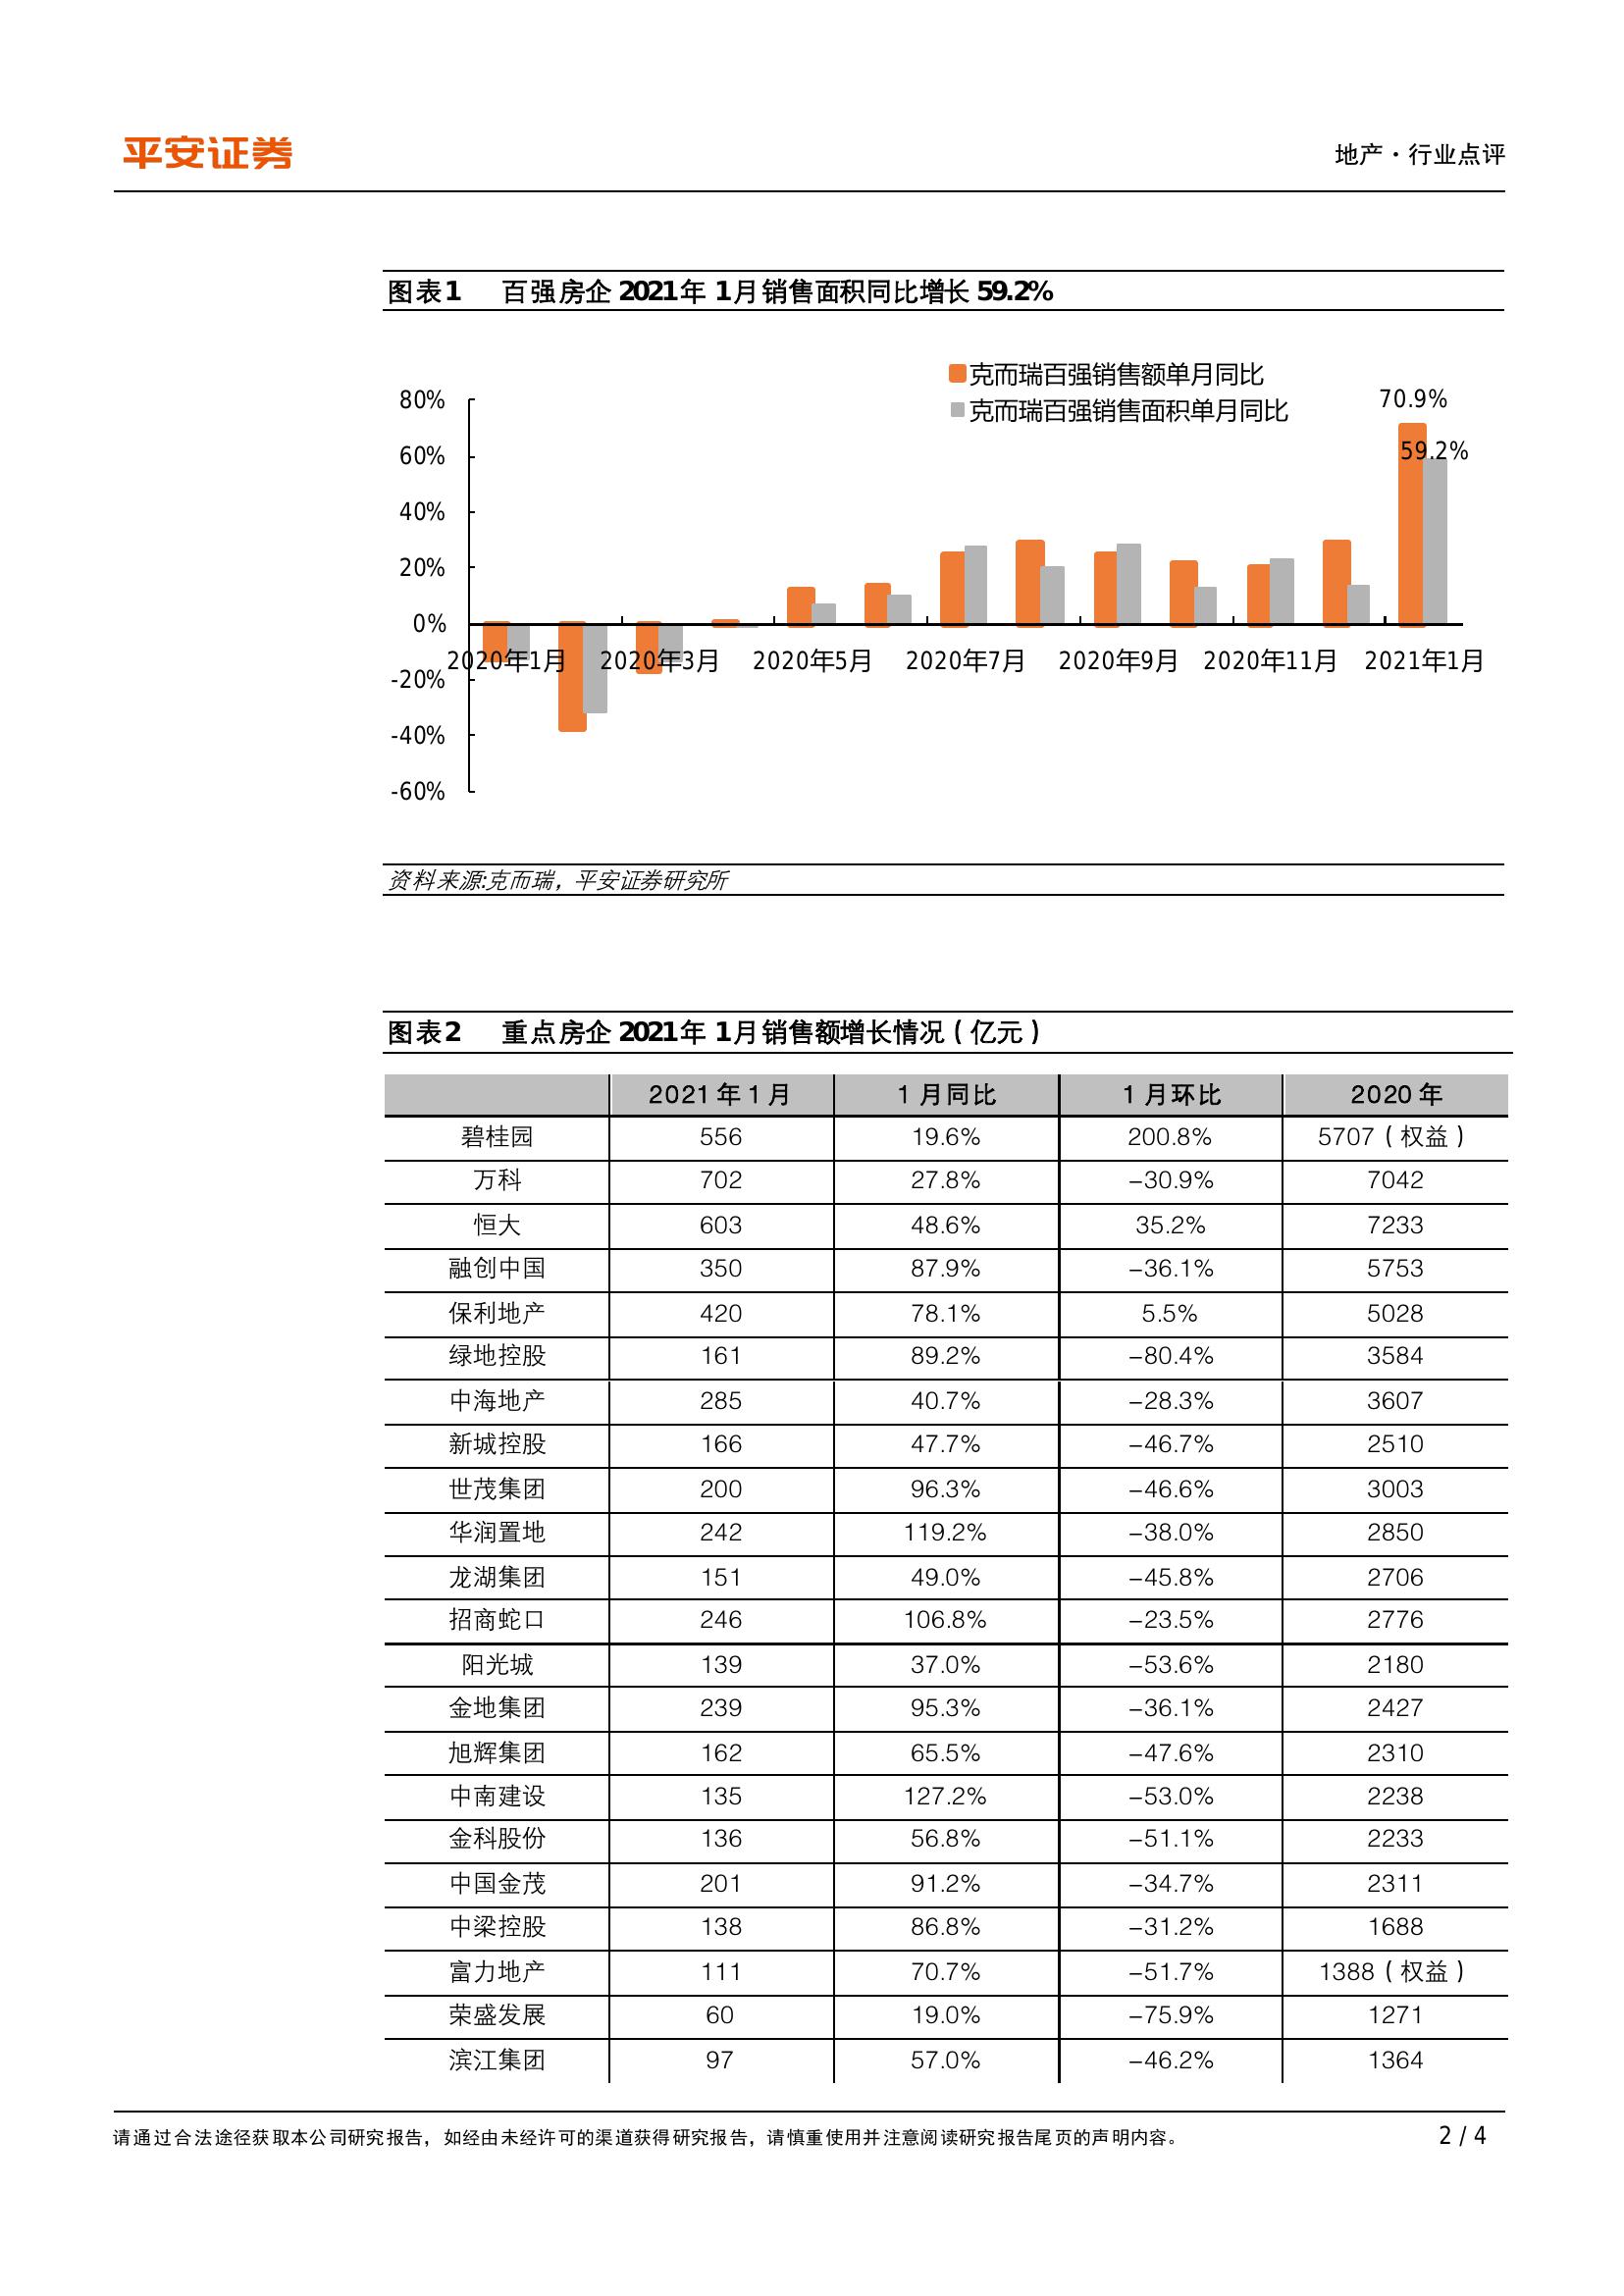 平安证券
地产·行业点评
图表1 百强房企 2021年 1月销售面积同比增长 59.2%
克而瑞百强销售额单月同比
克而瑞百强销售面积单月同比
80%
60%
40%
20%
0%
-20%
-40%
-60%
70.9%
59.2%
2020年1月 2020年3月 2020年5月 2020年7月 2020年9月 2020年11月 2021年1月
资料来源:克而瑞，平安证券研究所
图表2 重点房企 2021年 1月销售额增长情况（亿元）
2021 年 1 月 1 月同比 1 月环比 2020 年
碧桂园 556 19.6% 200.8% 5707（权益）
万科 702 27.8% -30.9% 7042
恒大 603 48.6% 35.2% 7233
融创中国 350 87.9% -36.1% 5753
保利地产 420 78.1% 5.5% 5028
绿地控股 161 89.2% -80.4% 3584
中海地产 285 40.7% -28.3% 3607
新城控股 166 47.7% -46.7% 2510
世茂集团 200 96.3% -46.6% 3003
华润置地 242 119.2% -38.0% 2850
龙湖集团 151 49.0% -45.8% 2706
招商蛇口 246 106.8% -23.5% 2776
阳光城 139 37.0% -53.6% 2180
金地集团 239 95.3% -36.1% 2427
旭辉集团 162 65.5% -47.6% 2310
中南建设 135 127.2% -53.0% 2238
金科股份 136 56.8% -51.1% 2233
中国金茂 201 91.2% -34.7% 2311
中梁控股 138 86.8% -31.2% 1688
富力地产 111 70.7% -51.7% 1388（权益）
荣盛发展 60 19.0% -75.9% 1271
滨江集团 97 57.0% -46.2% 1364
请通过合法途径获取本公司研究报告，如经由未经许可的渠道获得研究报告，请慎重使用并注意阅读研究报告尾页的声明内容。
2 / 4